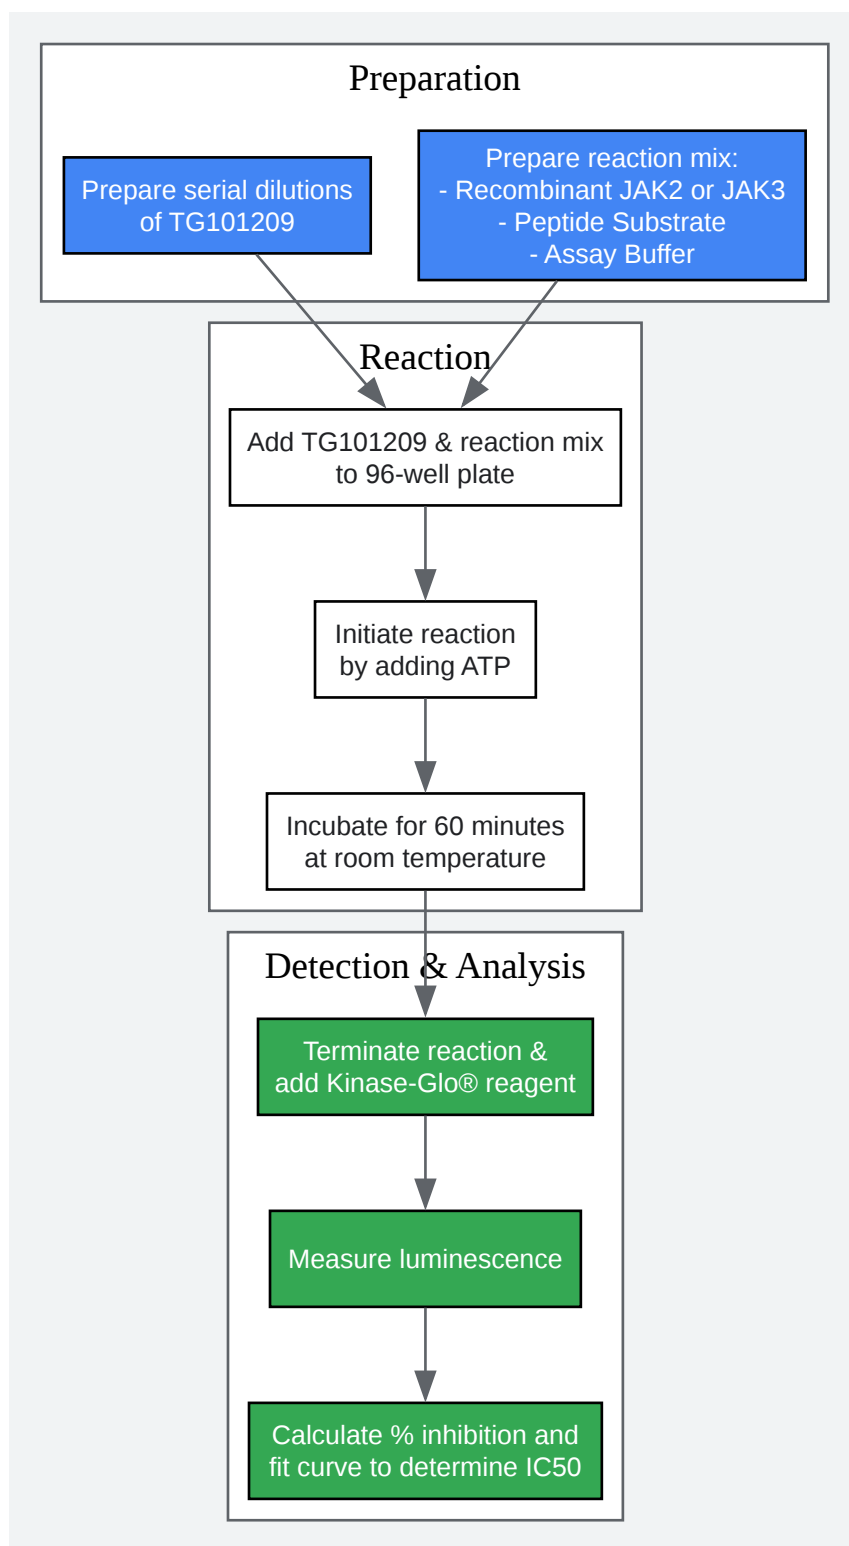 Preparation
Prepare serial dilutions
of TG101209
Prepare reaction mix:
- Recombinant JAK2 or JAK3
- Peptide Substrate
- Assay Buffer
Reaction
Add TG101209 & reaction mix
to 96-well plate
Initiate reaction
by adding ATP
Incubate for 60 minutes
at room temperature
Detection & Analysis
Terminate reaction &
add Kinase-Glo® reagent
Measure luminescence
Calculate % inhibition and
fit curve to determine IC50